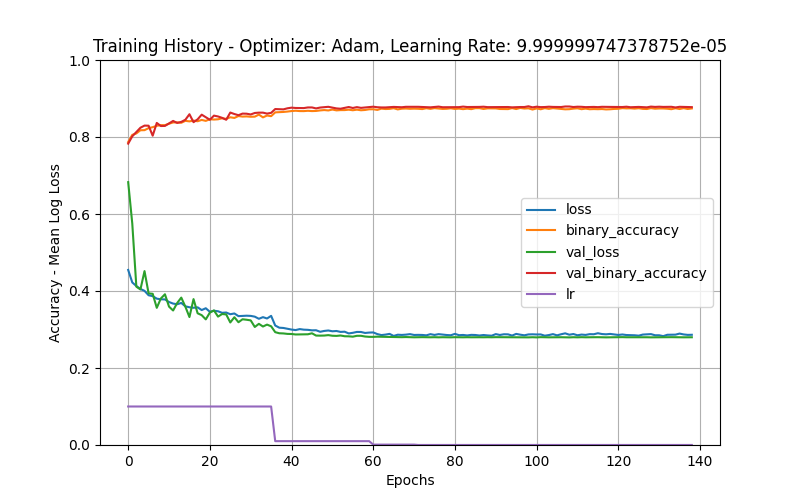 Training History - Optimizer: Adam, Learning Rate: 9.999999747378752e-05
1.0
0.8
0.6
0.4
0.2
0.0
Accuracy - Mean Log Loss
loss
binary_accuracy
val_loss
val_binary_accuracy
lr
0 20 40 60 80 100 120 140
Epochs